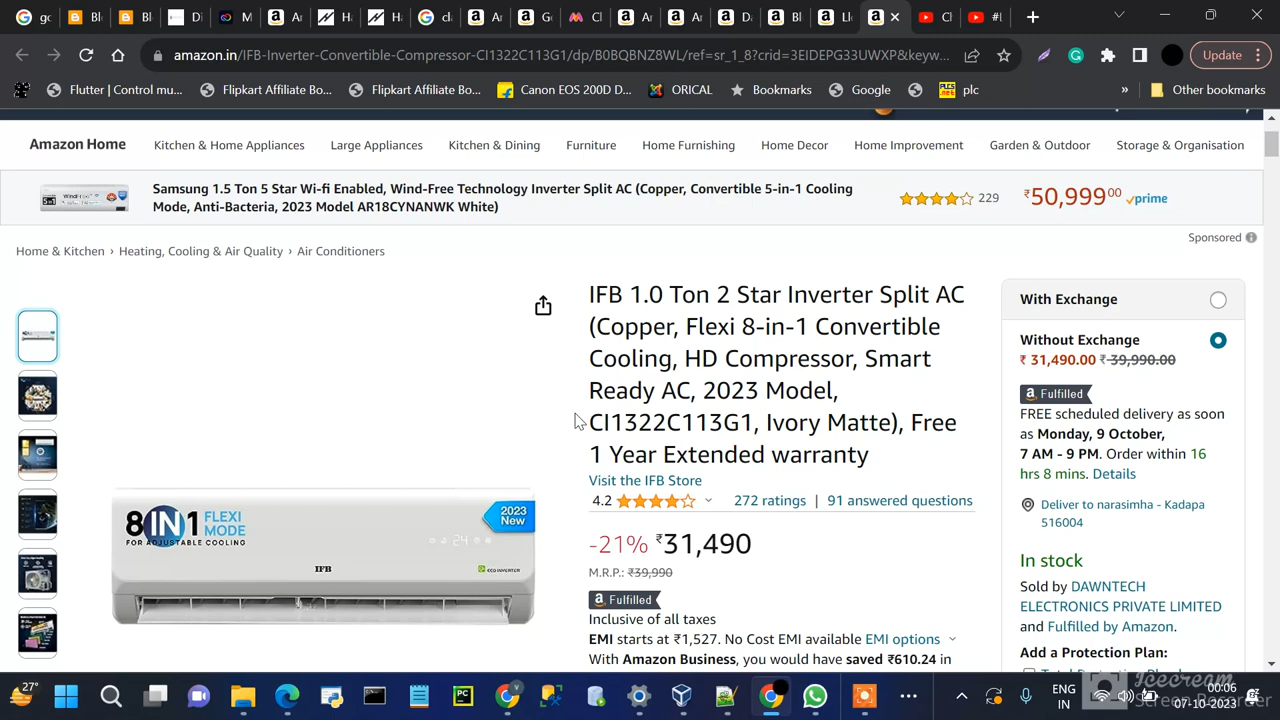 amazon.in/IFB-Inverter-Convertible-Compressor-CI1322C113G1/dp/B0BQBNZ8WL/ref=sr_1_8?crid=3EIDEPG33UWXP&keyw...
Update
Flutter | Control mu...
Flipkart Affiliate Bo...
Flipkart Affiliate Bo...
Canon EOS 200D D...
ORICAL
Bookmarks
Google
plc
»
Other bookmarks
Amazon Home
Kitchen & Home Appliances
Large Appliances
Kitchen & Dining
Furniture
Home Furnishing
Home Decor
Home Improvement
Garden & Outdoor
Storage & Organisation
Samsung 1.5 Ton 5 Star Wi-fi Enabled, Wind-Free Technology Inverter Split AC (Copper, Convertible 5-in-1 Cooling
Mode, Anti-Bacteria, 2023 Model AR18CYNANWK White)
229
₹50,99900
prime
Sponsored
Home & Kitchen › Heating, Cooling & Air Quality › Air Conditioners
IFB 1.0 Ton 2 Star Inverter Split AC
(Copper, Flexi 8-in-1 Convertible
Cooling, HD Compressor, Smart
Ready AC, 2023 Model,
CI1322C113G1, Ivory Matte), Free
1 Year Extended warranty
Visit the IFB Store
4.2
272 ratings | 91 answered questions
-21% ₹31,490
M.R.P.: ₹39,990
Fulfilled
Inclusive of all taxes
EMI starts at ₹1,527. No Cost EMI available EMI options
With Amazon Business, you would have saved ₹610.24 in
8IN1 FLEXI
MODE
FOR ADJUSTABLE COOLING
2023
New
24
IFB
ECO INVERTER
With Exchange
Without Exchange
₹ 31,490.00 ₹ 39,990.00
Fulfilled
FREE scheduled delivery as soon
as Monday, 9 October,
7 AM - 9 PM. Order within 16
hrs 8 mins. Details
Deliver to narasimha - Kadapa
516004
In stock
Sold by DAWNTECH
ELECTRONICS PRIVATE LIMITED
and Fulfilled by Amazon.
Add a Protection Plan:
27°
PC
ENG
IN
00:06
07-10-2023
Icecream
Screen Recorder